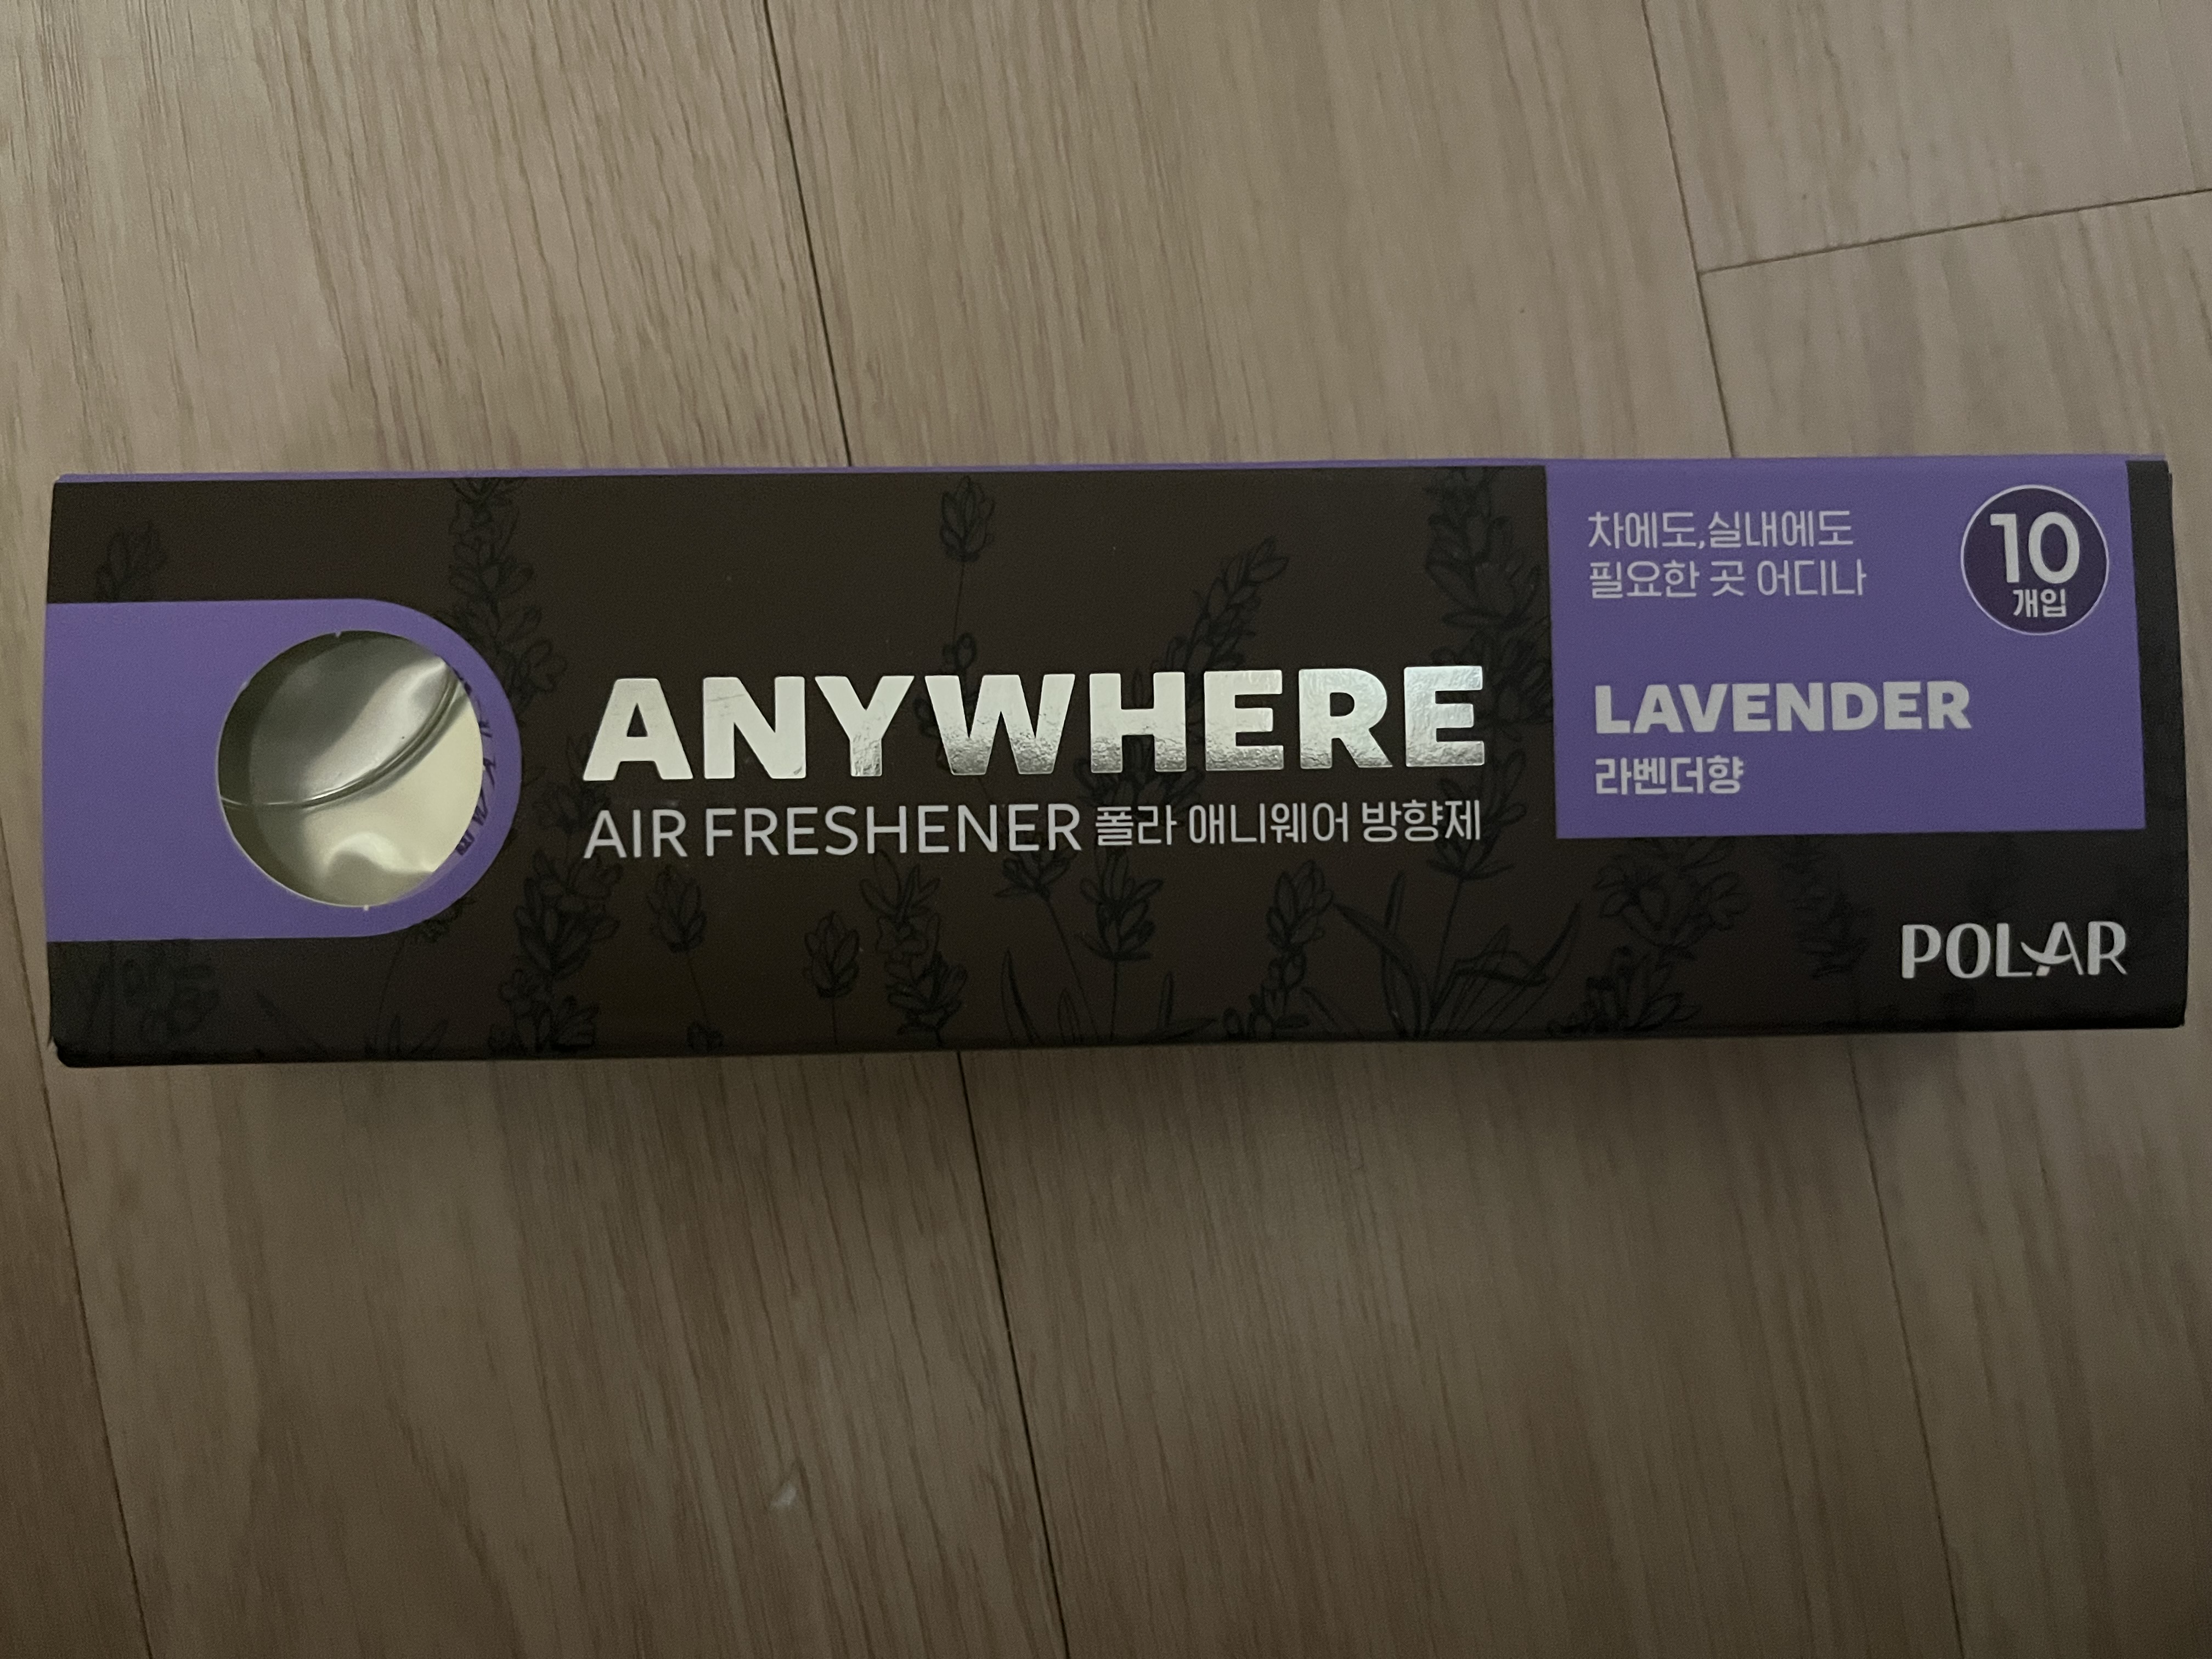 ANYWHERE
AIR FRESHENER 폴라 애니웨어 방향제
차에도,실내에도
필요한 곳 어디나
10
개입
LAVENDER
라벤더향
POLAR